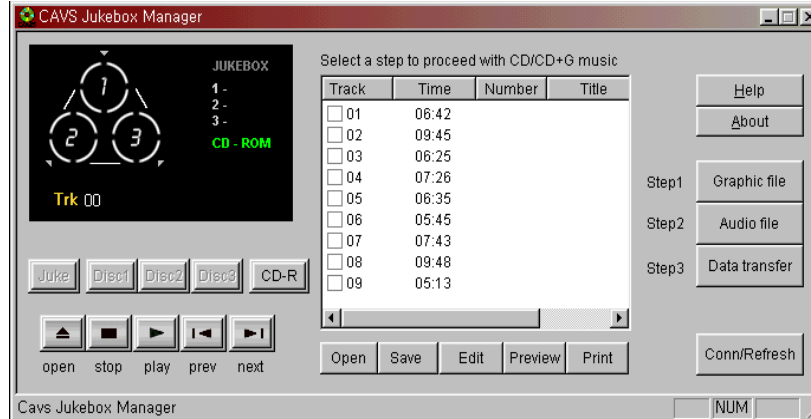 CAVS Jukebox Manager
JUKEBOX
1 -
2 -
3 -
CD - ROM
1
2 3
Trk 00
Juke Disc1 Disc2 Disc3 CD-R
open stop play prev next
Select a step to proceed with CD/CD+G music
Track Time Number Title
01 06:42
02 09:45
03 06:25
04 07:26
05 06:35
06 05:45
07 07:43
08 09:48
09 05:13
Open Save Edit Preview Print
Help
About
Step1 Graphic file
Step2 Audio file
Step3 Data transfer
Conn/Refresh
Cavs Jukebox Manager NUM